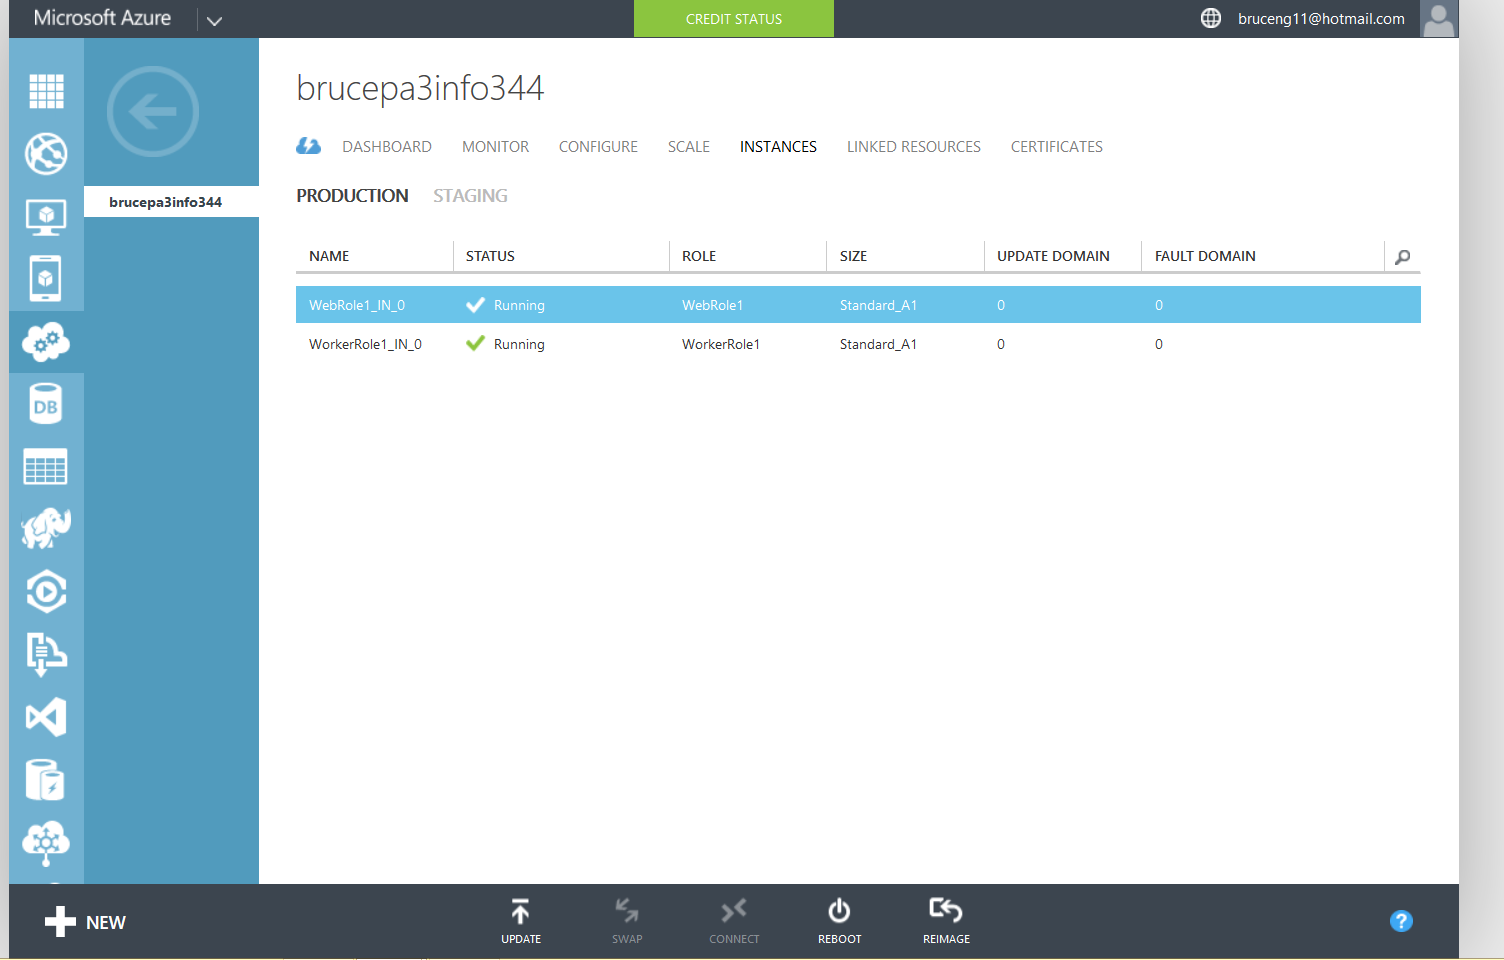 Microsoft Azure
CREDIT STATUS
bruceng11@hotmail.com
brucepa3info344
brucepa3info344
DASHBOARD MONITOR CONFIGURE SCALE INSTANCES LINKED RESOURCES CERTIFICATES
PRODUCTION STAGING
NAME STATUS ROLE SIZE UPDATE DOMAIN FAULT DOMAIN
WebRole1_IN_0 Running WebRole1 Standard_A1 0 0
WorkerRole1_IN_0 Running WorkerRole1 Standard_A1 0 0
DB
NEW
UPDATE SWAP CONNECT REBOOT REIMAGE
?